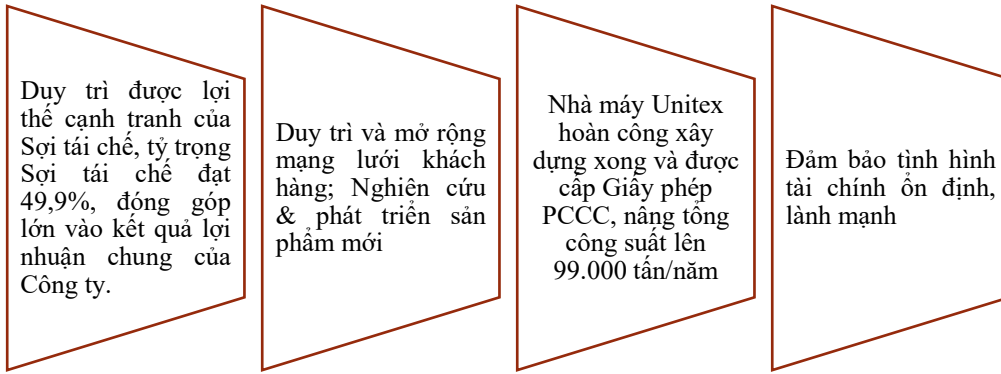 Duy trì được lợi
thế cạnh tranh của
Sợi tái chế, tỷ trọng
Sợi tái chế đạt
49,9%, đóng góp
lớn vào kết quả lợi
nhuận chung của
Công ty.
Duy trì và mở rộng
mạng lưới khách
hàng; Nghiên cứu
& phát triển sản
phẩm mới
Nhà máy Unitex
hoàn công xây
dựng xong và được
cấp Giấy phép
PCCC, nâng tổng
công suất lên
99.000 tấn/năm
Đảm bảo tình hình
tài chính ổn định,
lành mạnh